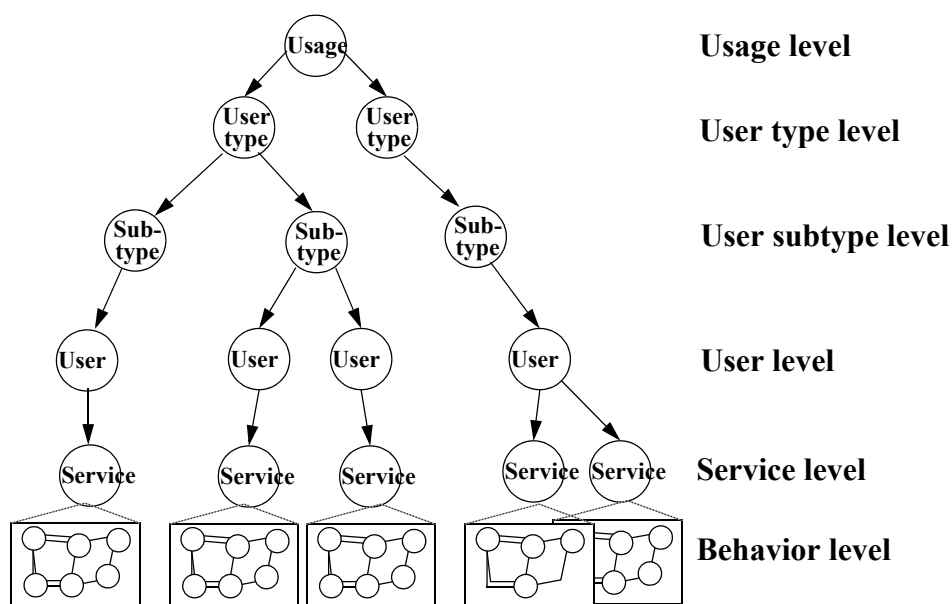 Usage
Usage level
User
type
User
type
User type level
Sub-
type
Sub-
type
Sub-
type
User subtype level
User
User
User
User
User level
Service
Service
Service
Service
Service
Service level
Behavior level